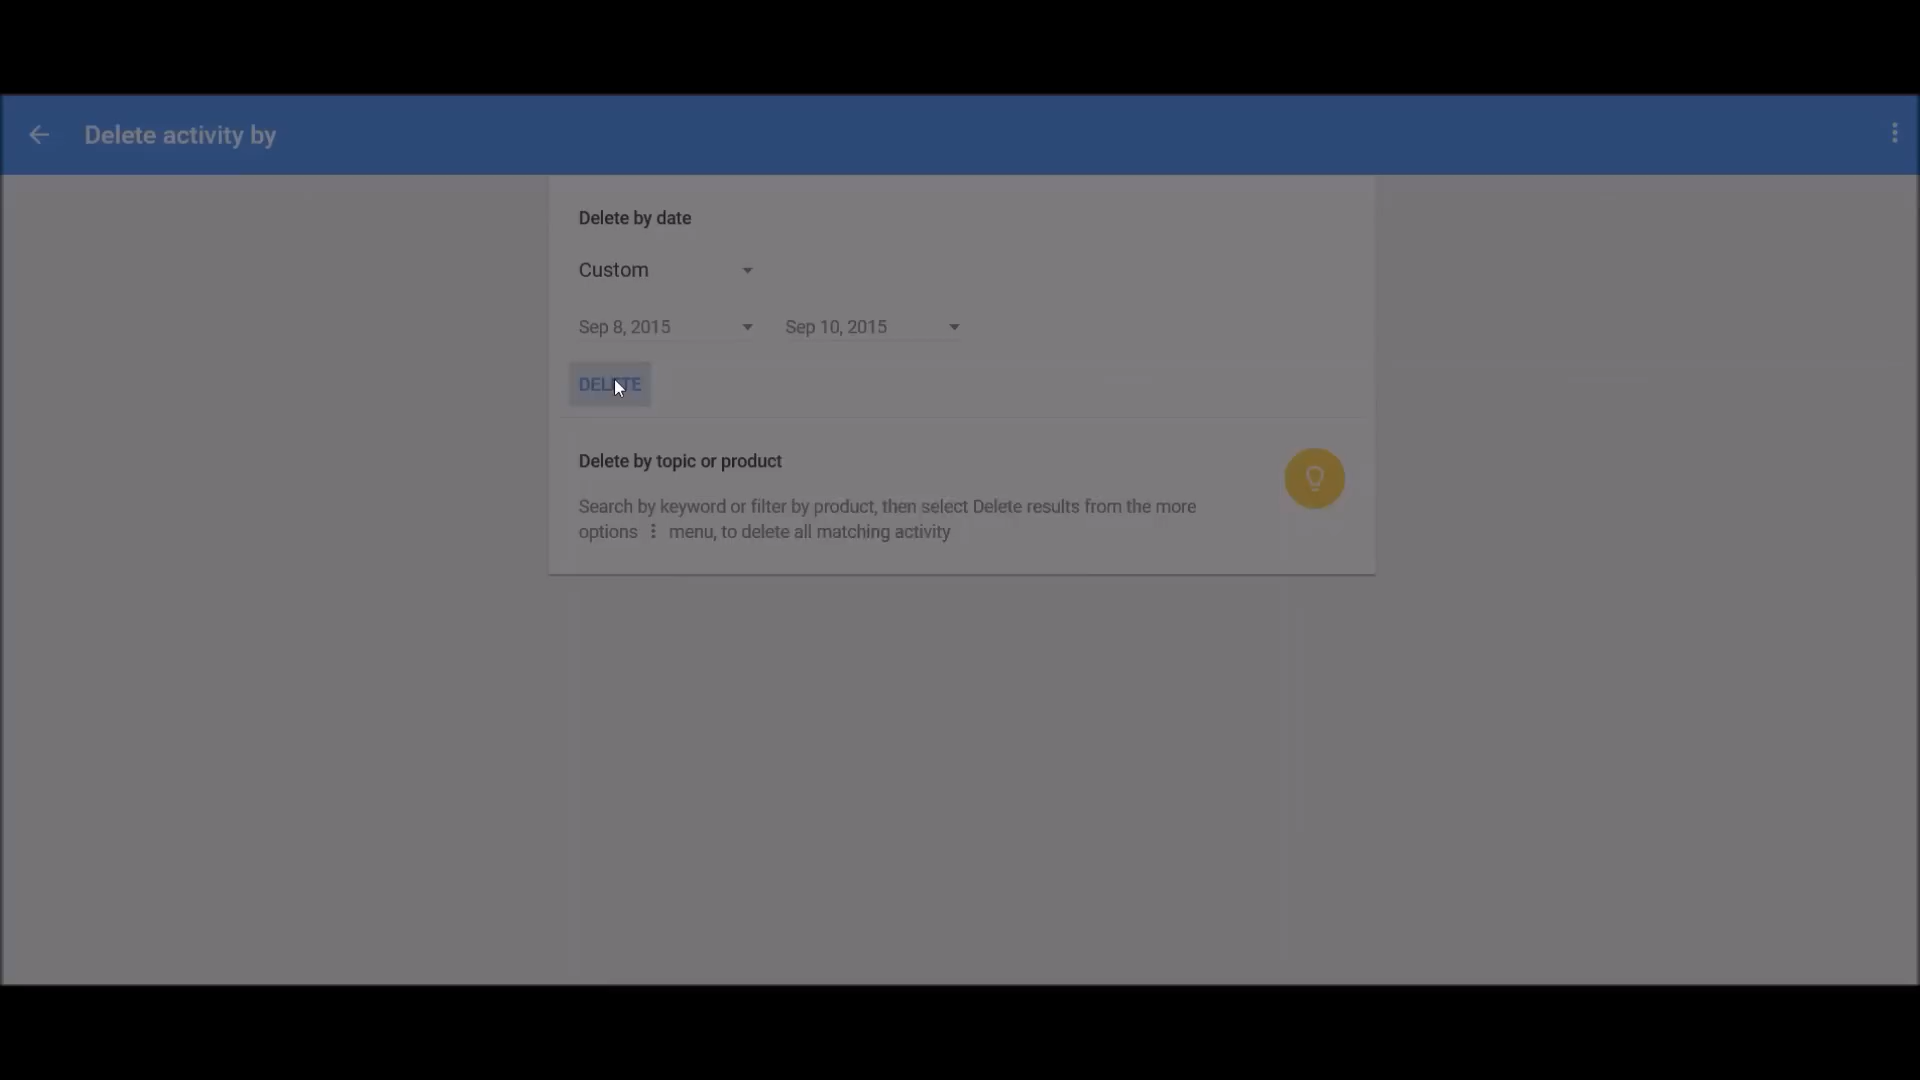 Delete activity by
Delete by date
Custom
Sep 8, 2015 Sep 10, 2015
DELETE
Delete by topic or product
Search by keyword or filter by product, then select Delete results from the more
options ⋮ menu, to delete all matching activity